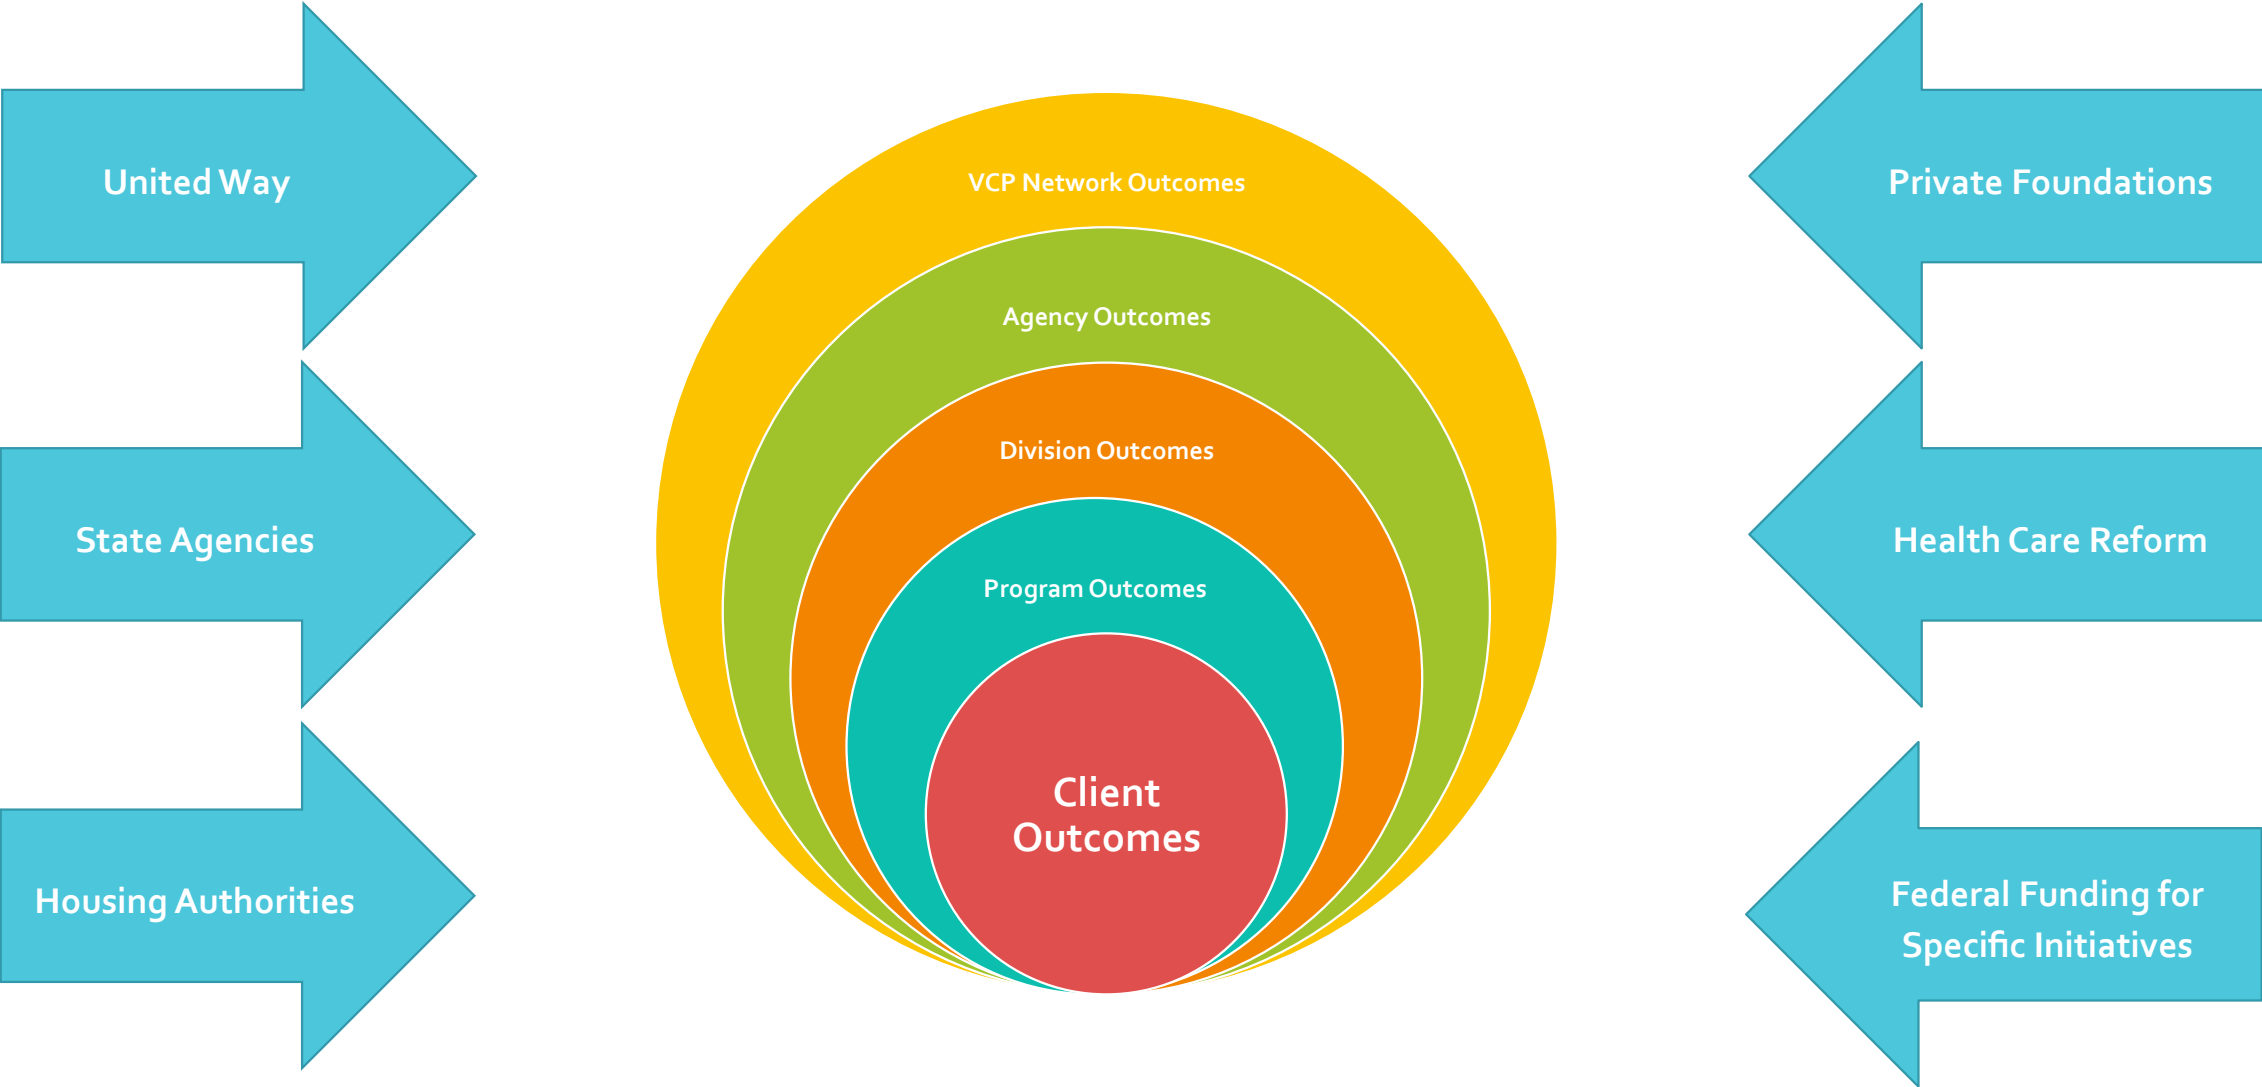 United Way
State Agencies
Housing Authorities
VCP Network Outcomes
Agency Outcomes
Division Outcomes
Program Outcomes
Client
Outcomes
Private Foundations
Health Care Reform
Federal Funding for
Specific Initiatives